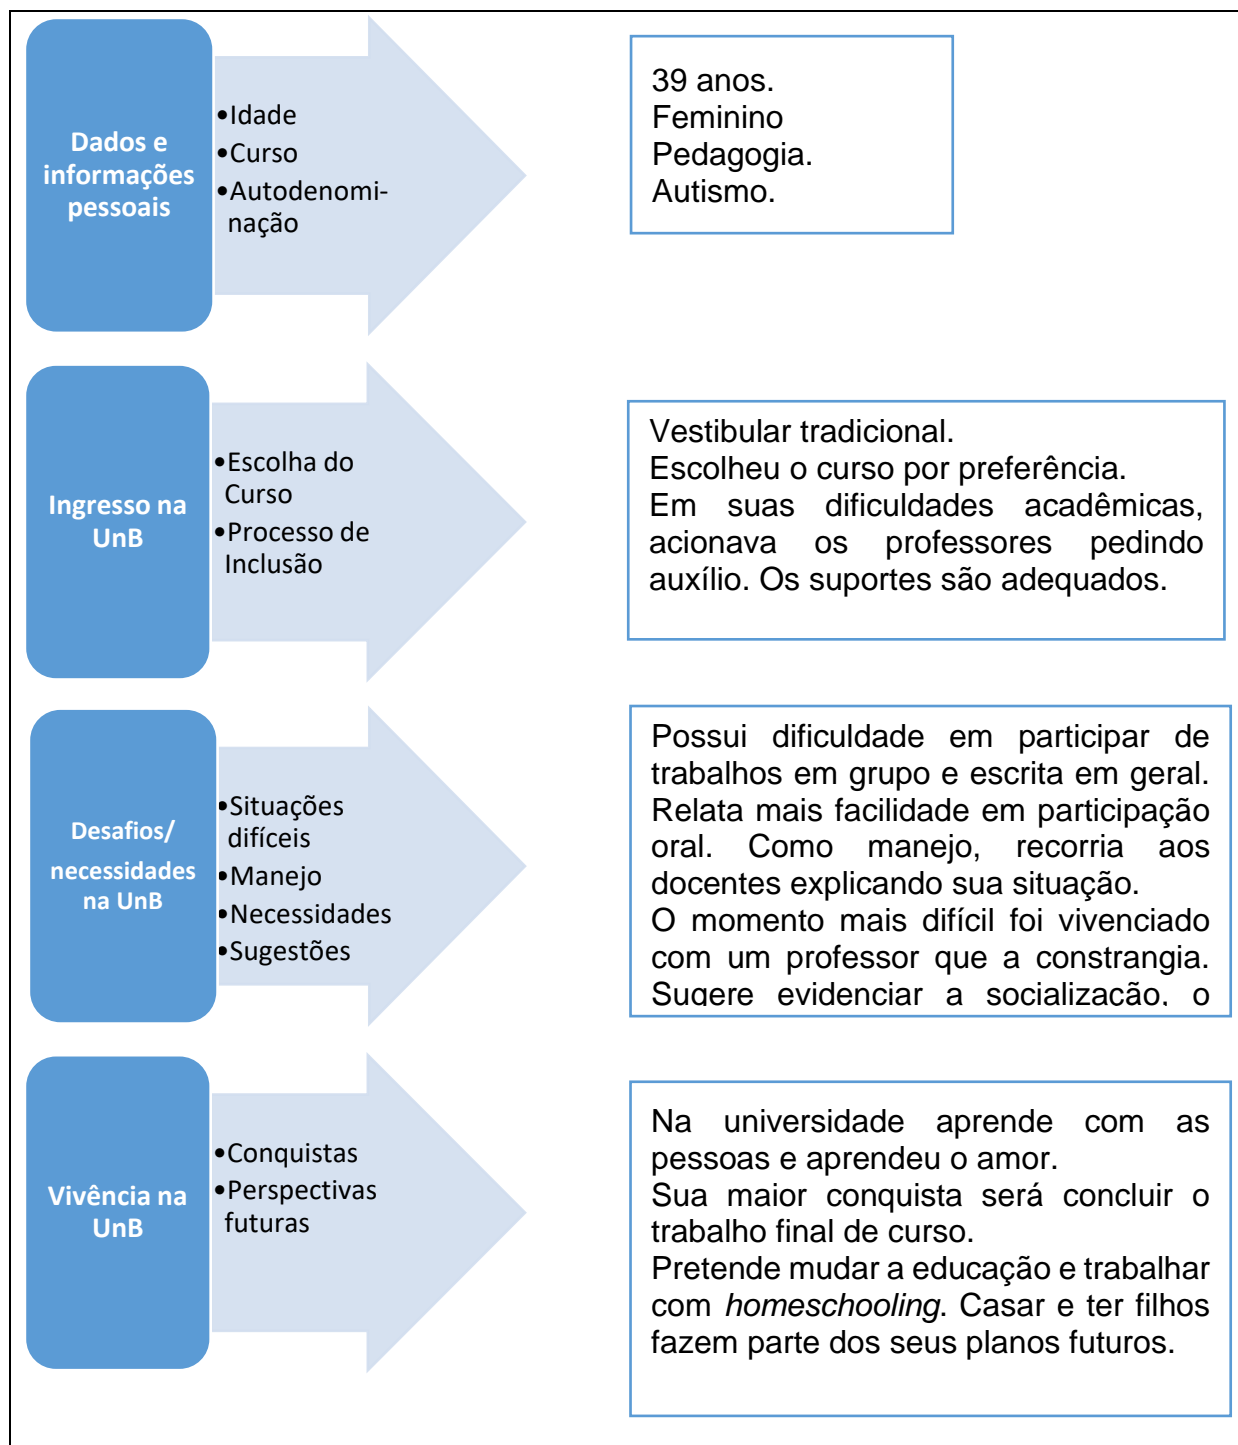 Dados e
informações
pessoais
•Idade
•Curso
•Autodenomi-
nação
39 anos.
Feminino
Pedagogia.
Autismo.
Ingresso na
UnB
•Escolha do
Curso
•Processo de
Inclusão
Vestibular tradicional.
Escolheu o curso por preferência.
Em suas dificuldades acadêmicas,
acionava os professores pedindo
auxílio. Os suportes são adequados.
Desafios/
necessidades
na UnB
•Situações
difíceis
•Manejo
•Necessidades
•Sugestões
Possui dificuldade em participar de
trabalhos em grupo e escrita em geral.
Relata mais facilidade em participação
oral. Como manejo, recorria aos
docentes explicando sua situação.
O momento mais difícil foi vivenciado
com um professor que a constrangia.
Sugere evidenciar a socialização, o
Vivência na
UnB
•Conquistas
•Perspectivas
futuras
Na universidade aprende com as
pessoas e aprendeu o amor.
Sua maior conquista será concluir o
trabalho final de curso.
Pretende mudar a educação e trabalhar
com homeschooling. Casar e ter filhos
fazem parte dos seus planos futuros.